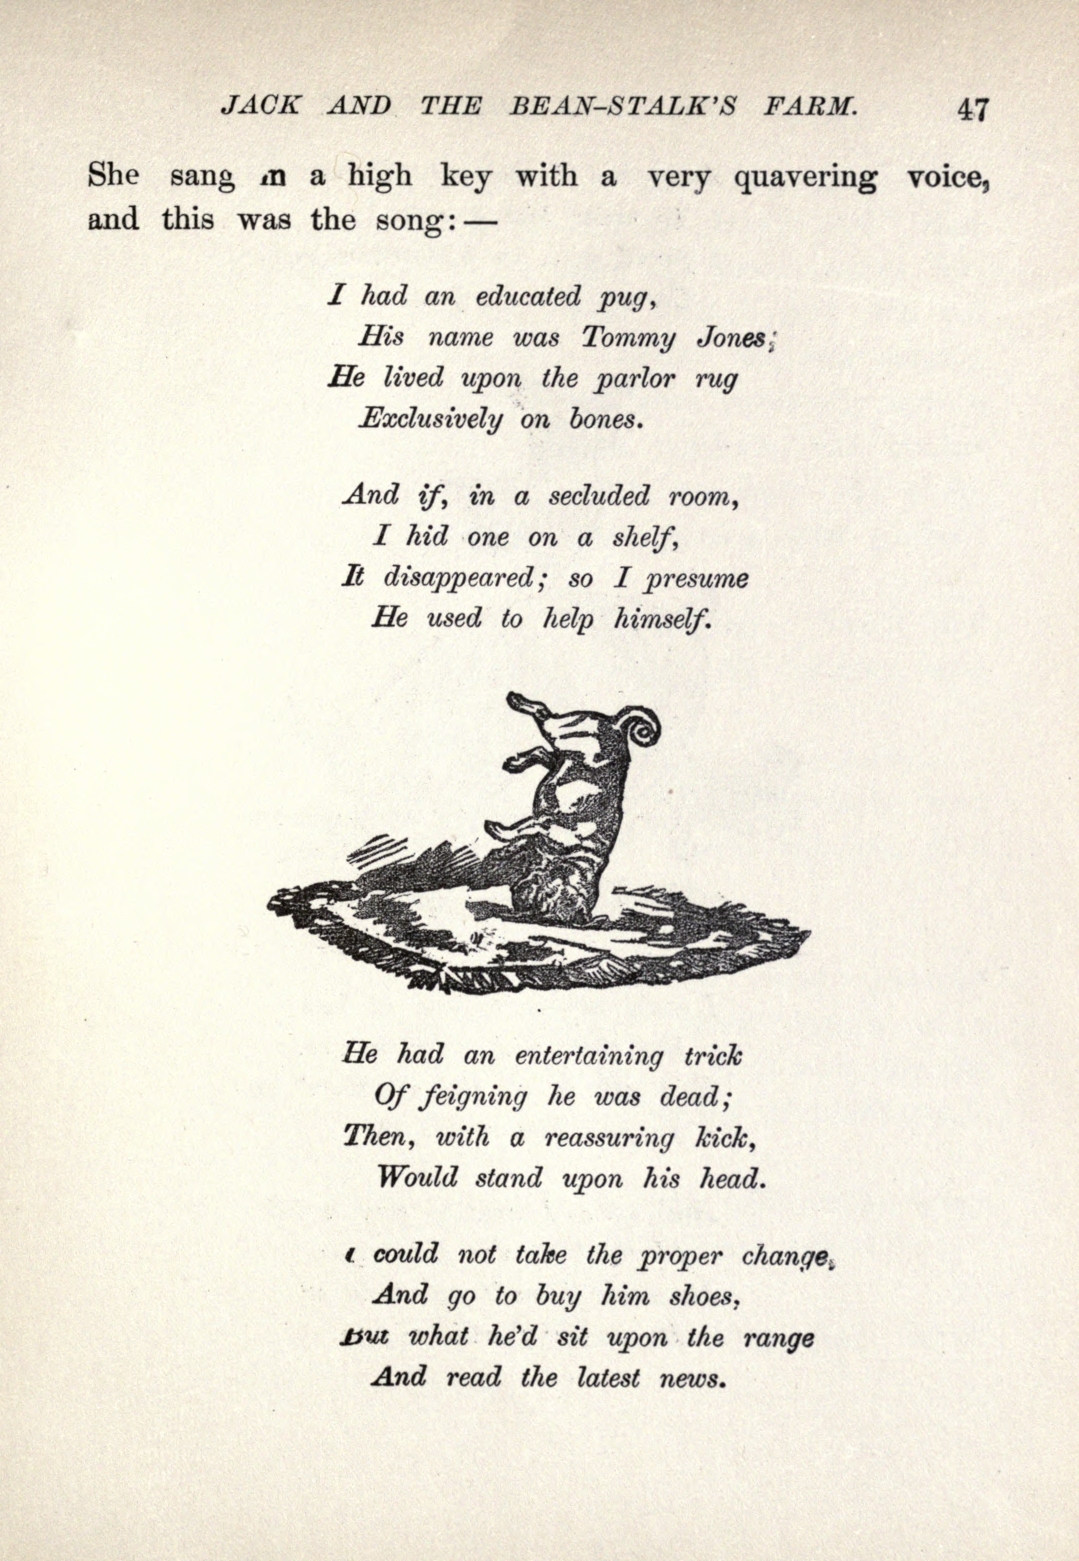 JACK AND THE BEAN-STALK'S FARM. 47
She sang in a high key with a very quavering voice,
and this was the song:—
I had an educated pug,
His name was Tommy Jones;
He lived upon the parlor rug
Exclusively on bones.
And if, in a secluded room,
I hid one on a shelf,
It disappeared; so I presume
He used to help himself.
He had an entertaining trick
Of feigning he was dead;
Then, with a reassuring kick,
Would stand upon his head.
I could not take the proper change,
And go to buy him shoes,
But what he'd sit upon the range
And read the latest news.